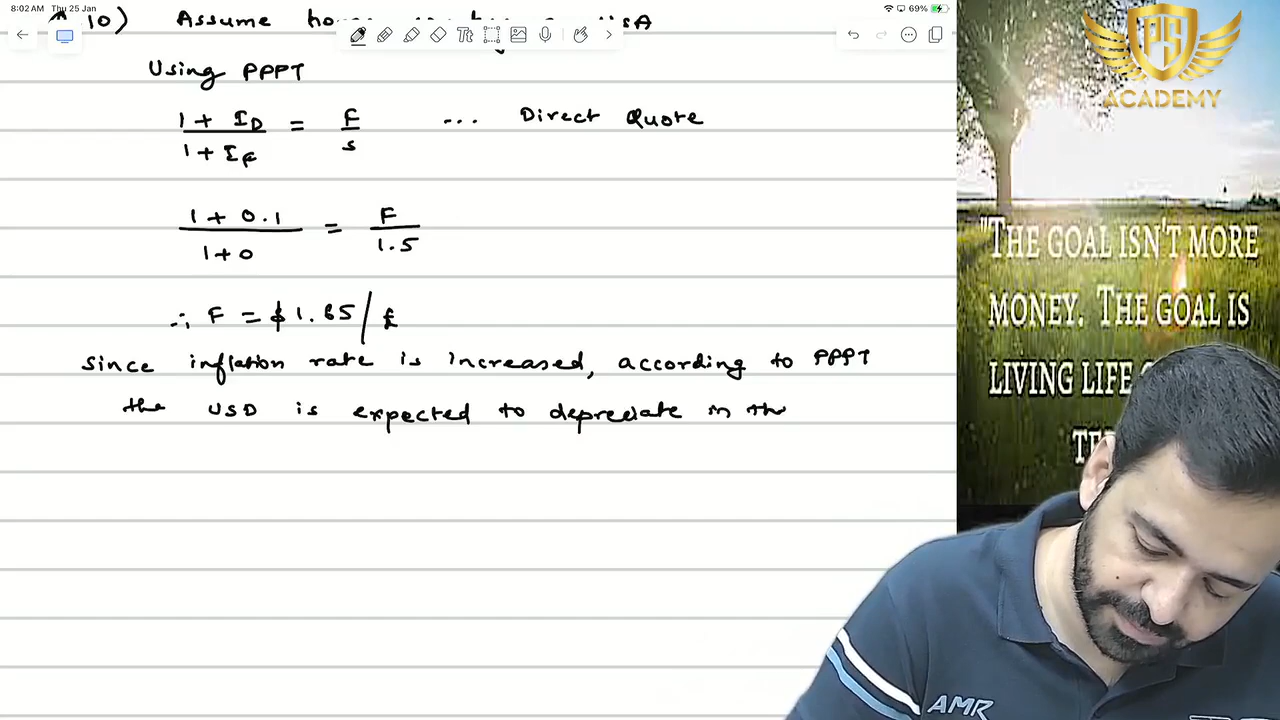 8:02 AM Thu 25 Jan
69%
10) Assume USA
Using PPPT
1 + ID / 1 + IF = F / S ... Direct Quote
1 + 0.1 / 1 + 0 = F / 1.5
∴ F = $ 1.65 / £
Since inflation rate is increased, according to PPPT
the USD is expected to depreciate in the
PS
ACADEMY
"THE GOAL ISN'T MORE
MONEY. THE GOAL IS
LIVING LIFE
AMR